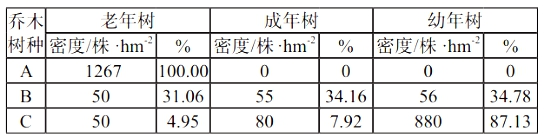 乔木树种 老年树 成年树 幼年树
密度/株·hm⁻² % 密度/株·hm⁻² % 密度/株·hm⁻² %
A 1267 100.00 0 0 0 0
B 50 31.06 55 34.16 56 34.78
C 50 4.95 80 7.92 880 87.13